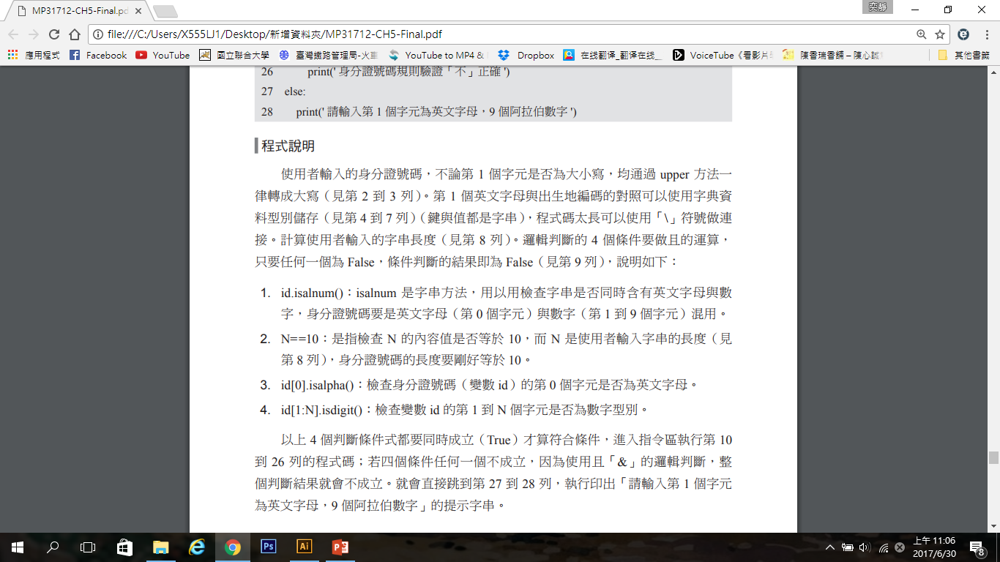 MP31712-CH5-Final.pd
奕靜
file:///C:/Users/X555LJ1/Desktop/新增資料夾/MP31712-CH5-Final.pdf
應用程式 Facebook YouTube 國立聯合大學 臺灣鐵路管理局-火車 YouTube to MP4 & Dropbox 在线翻译_翻译在线_ VoiceTube《看影片 陳香瑞香舖 – 陳心誠 其他書籤
26 print(' 身分證號碼規則驗證「不」正確 ')
27 else:
28 print(' 請輸入第 1 個字元為英文字母，9 個阿拉伯數字 ')
程式說明
使用者輸入的身分證號碼，不論第 1 個字元是否為大小寫，均通過 upper 方法一
律轉成大寫（見第 2 到 3 列）。第 1 個英文字母與出生地編碼的對照可以使用字典資
料型別儲存（見第 4 到 7 列）（鍵與值都是字串），程式碼太長可以使用「\」符號做連
接。計算使用者輸入的字串長度（見第 8 列）。邏輯判斷的 4 個條件要做且的運算，
只要任何一個為 False，條件判斷的結果即為 False（見第 9 列），說明如下：
1. id.isalnum()：isalnum 是字串方法，用以用檢查字串是否同時含有英文字母與數
字，身分證號碼要是英文字母（第 0 個字元）與數字（第 1 到 9 個字元）混用。
2. N==10：是指檢查 N 的內容值是否等於 10，而 N 是使用者輸入字串的長度（見
第 8 列），身分證號碼的長度要剛好等於 10。
3. id[0].isalpha()：檢查身分證號碼（變數 id）的第 0 個字元是否為英文字母。
4. id[1:N].isdigit()：檢查變數 id 的第 1 到 N 個字元是否為數字型別。
以上 4 個判斷條件式都要同時成立（True）才算符合條件，進入指令區執行第 10
到 26 列的程式碼；若四個條件任何一個不成立，因為使用且「&」的邏輯判斷，整
個判斷結果就會不成立。就會直接跳到第 27 到 28 列，執行印出「請輸入第 1 個字元
為英文字母，9 個阿拉伯數字」的提示字串。
Ps Ai P
上午 11:06
2017/6/30
8